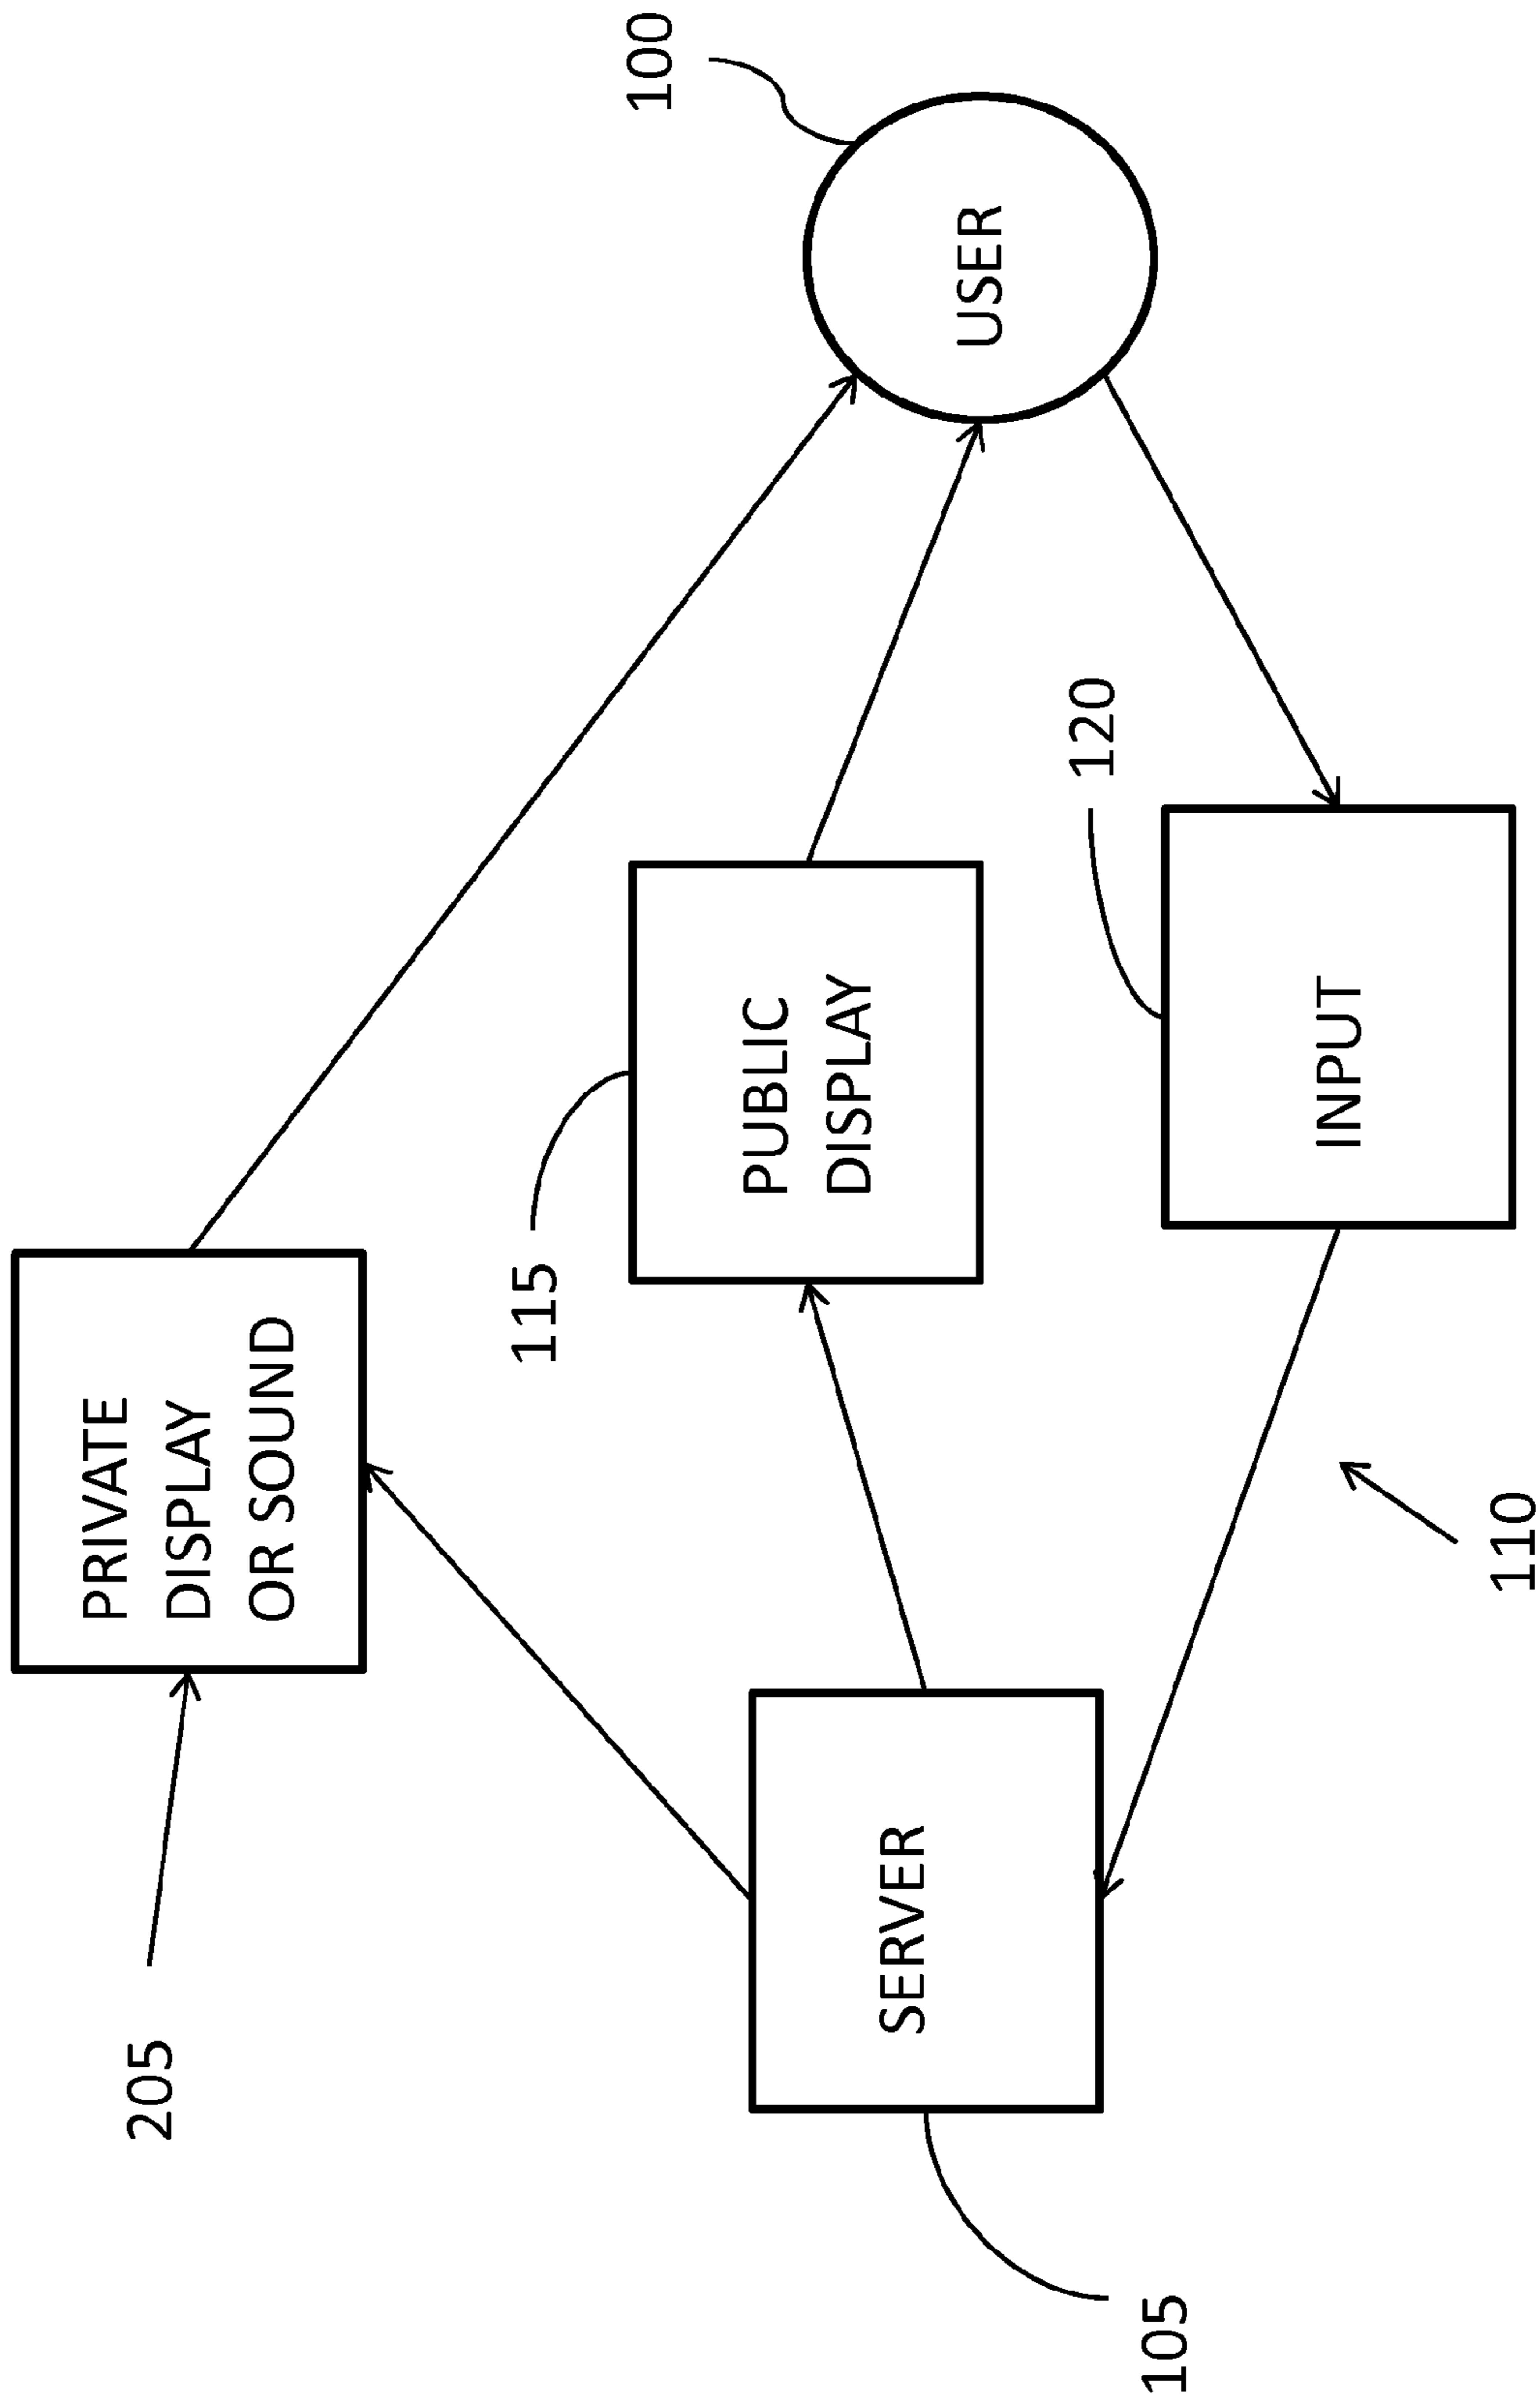 205
PRIVATE
DISPLAY
OR SOUND
100
115
PUBLIC
DISPLAY
USER
105
SERVER
120
INPUT
110